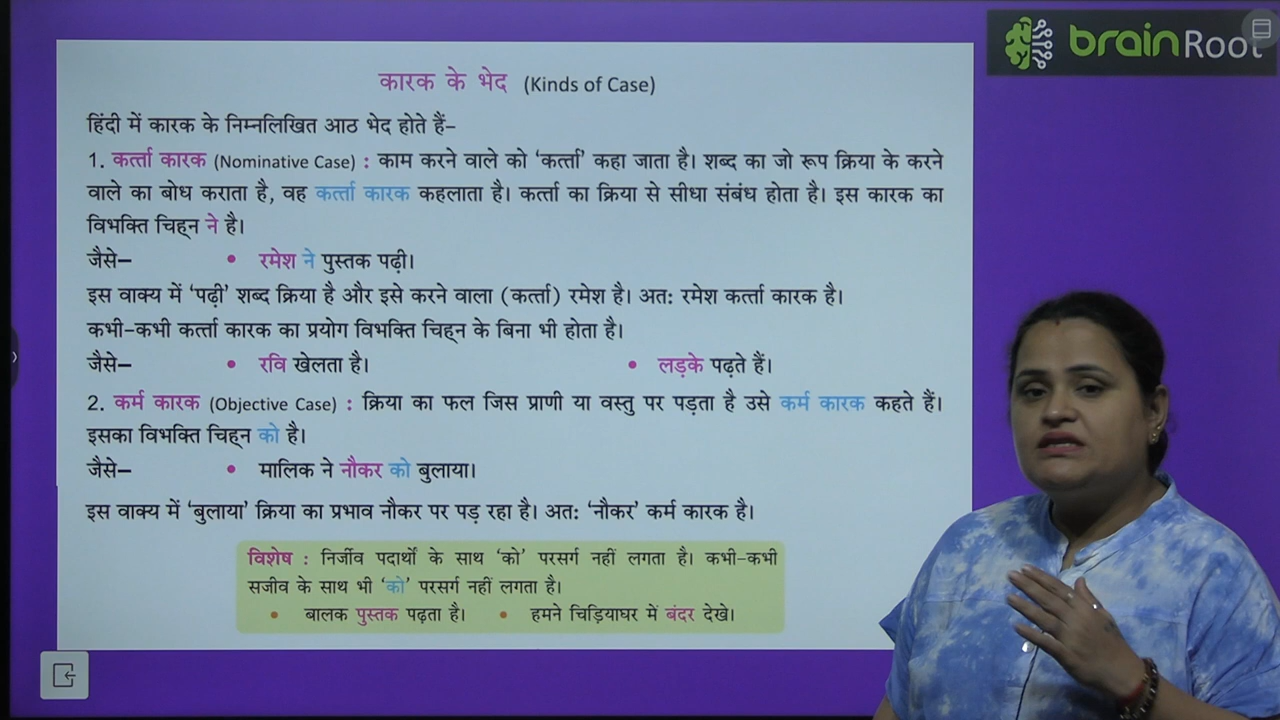 brainRoot
कारक के भेद (Kinds of Case)
हिंदी में कारक के निम्नलिखित आठ भेद होते हैं–
1. कर्त्ता कारक (Nominative Case) : काम करने वाले को ‘कर्त्ता’ कहा जाता है। शब्द का जो रूप क्रिया के करने
वाले का बोध कराता है, वह कर्त्ता कारक कहलाता है। कर्त्ता का क्रिया से सीधा संबंध होता है। इस कारक का
विभक्ति चिह्न ने है।
जैसे– • रमेश ने पुस्तक पढ़ी।
इस वाक्य में ‘पढ़ी’ शब्द क्रिया है और इसे करने वाला (कर्त्ता) रमेश है। अत: रमेश कर्त्ता कारक है।
कभी-कभी कर्त्ता कारक का प्रयोग विभक्ति चिह्न के बिना भी होता है।
जैसे– • रवि खेलता है। • लड़के पढ़ते हैं।
2. कर्म कारक (Objective Case) : क्रिया का फल जिस प्राणी या वस्तु पर पड़ता है उसे कर्म कारक कहते हैं।
इसका विभक्ति चिह्न को है।
जैसे– • मालिक ने नौकर को बुलाया।
इस वाक्य में ‘बुलाया’ क्रिया का प्रभाव नौकर पर पड़ रहा है। अत: ‘नौकर’ कर्म कारक है।
विशेष : निर्जीव पदार्थों के साथ ‘को’ परसर्ग नहीं लगता है। कभी-कभी
सजीव के साथ भी ‘को’ परसर्ग नहीं लगता है।
• बालक पुस्तक पढ़ता है। • हमने चिड़ियाघर में बंदर देखे।